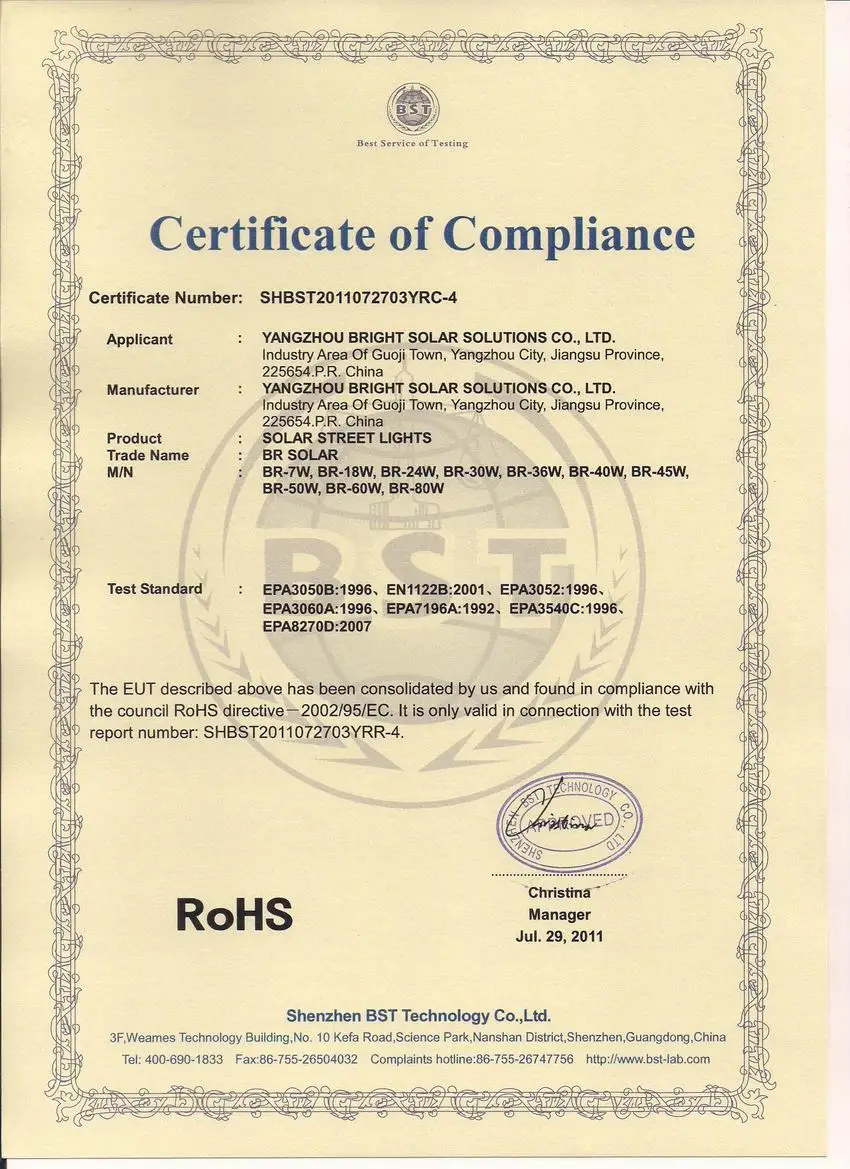 BST
Best Service of Testing
Certificate of Compliance
Certificate Number: SHBST2011072703YRC-4
Applicant : YANGZHOU BRIGHT SOLAR SOLUTIONS CO., LTD.
Industry Area Of Guoji Town, Yangzhou City, Jiangsu Province,
225654.P.R. China
Manufacturer : YANGZHOU BRIGHT SOLAR SOLUTIONS CO., LTD.
Industry Area Of Guoji Town, Yangzhou City, Jiangsu Province,
225654.P.R. China
Product : SOLAR STREET LIGHTS
Trade Name : BR SOLAR
M/N : BR-7W, BR-18W, BR-24W, BR-30W, BR-36W, BR-40W, BR-45W,
BR-50W, BR-60W, BR-80W
BST
Test Standard : EPA3050B:1996、EN1122B:2001、EPA3052:1996、
EPA3060A:1996、EPA7196A:1992、EPA3540C:1996、
EPA8270D:2007
The EUT described above has been consolidated by us and found in compliance with
the council RoHS directive－2002/95/EC. It is only valid in connection with the test
report number: SHBST2011072703YRR-4.
SHENZHEN BST TECHNOLOGY CO., LTD
APPROVED
Christina
Manager
Jul. 29, 2011
RoHS
Shenzhen BST Technology Co.,Ltd.
3F,Weames Technology Building,No. 10 Kefa Road,Science Park,Nanshan District,Shenzhen,Guangdong,China
Tel: 400-690-1833 Fax:86-755-26504032 Complaints hotline:86-755-26747756 http://www.bst-lab.com